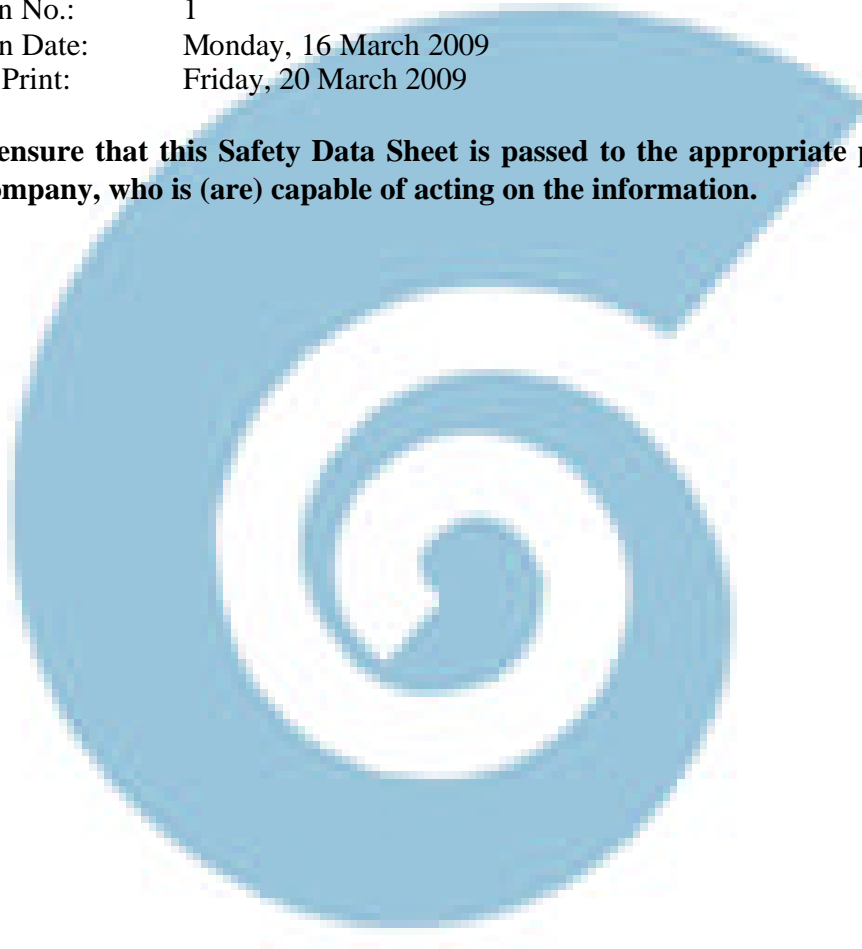 n No.: 1
n Date: Monday, 16 March 2009
Print: Friday, 20 March 2009
ensure that this Safety Data Sheet is passed to the appropriate p
ompany, who is (are) capable of acting on the information.